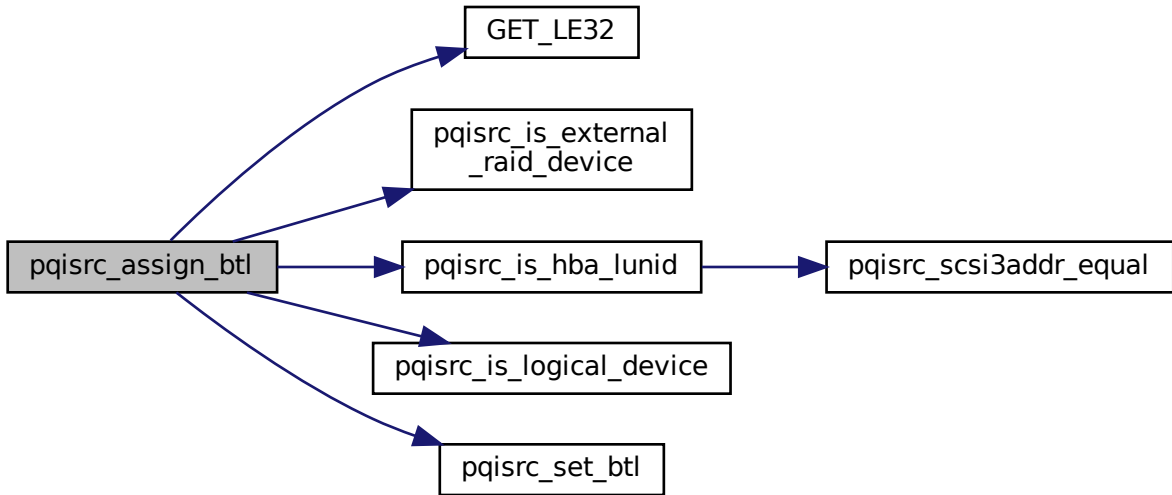 GET_LE32
pqisrc_is_external
_raid_device
pqisrc_assign_btl
pqisrc_is_hba_lunid
pqisrc_scsi3addr_equal
pqisrc_is_logical_device
pqisrc_set_btl